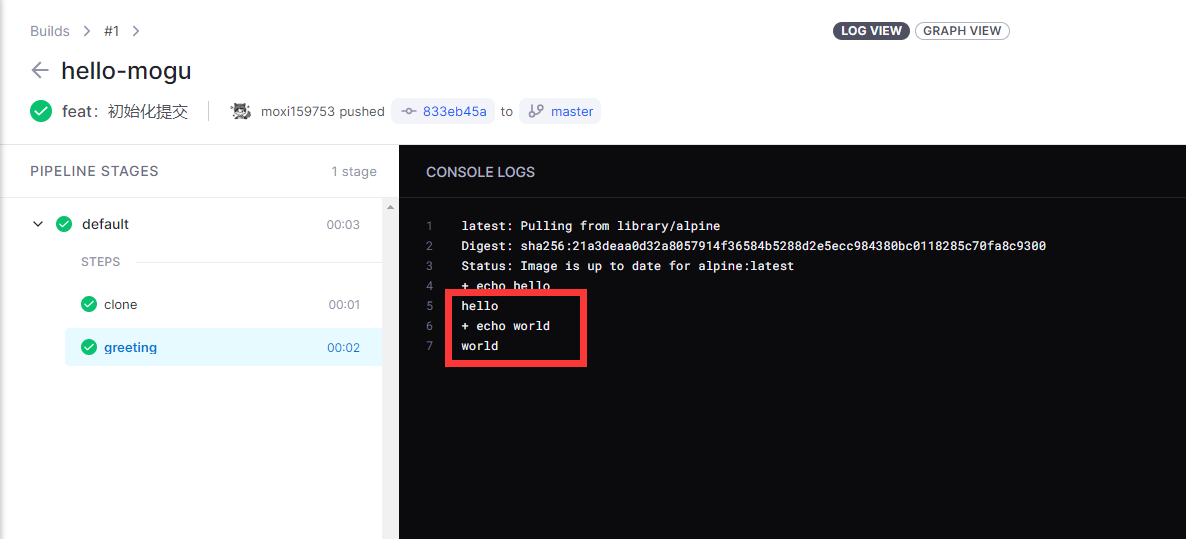 Builds > #1 >
LOG VIEW GRAPH VIEW
hello-mogu
feat：初始化提交 moxi159753 pushed 833eb45a to master
PIPELINE STAGES 1 stage
default 00:03
STEPS
clone 00:01
greeting 00:02
CONSOLE LOGS
1 latest: Pulling from library/alpine
2 Digest: sha256:21a3deaa0d32a8057914f36584b5288d2e5ecc984380bc0118285c70fa8c9300
3 Status: Image is up to date for alpine:latest
4 + echo hello
5 hello
6 + echo world
7 world